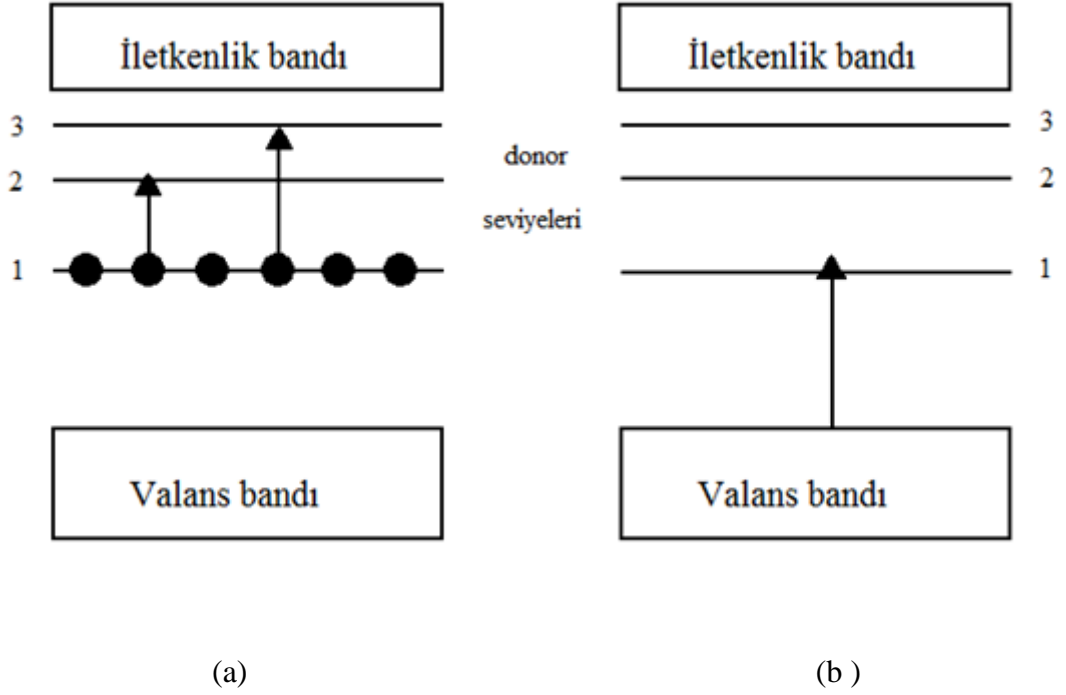 İletkenlik bandı
3
2
1
Valans bandı
donor
seviyeleri
İletkenlik bandı
3
2
1
Valans bandı
(a)
(b )